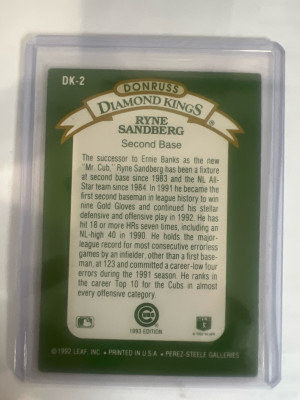 DK-2
DONRUSS
DIAMOND KINGS®
RYNE
SANDBERG
Second Base
The successor to Ernie Banks as the new
"Mr. Cub," Ryne Sandberg has been a fixture
at second base since 1983 and the NL All-
Star team since 1984. In 1991 he became the
first second baseman in league history to win
nine Gold Gloves and continued his stellar
defensive and offensive play in 1992. He has
hit 18 or more HRs seven times, including an
NL-high 40 in 1990. He holds the major-
league record for most consecutive errorless
games by an infielder, other than a first base-
man, at 123 and committed a career-low four
errors during the 1991 season. He ranks in
the career Top 10 for the Cubs in almost
every offensive category.
1993 EDITION
©1992 LEAF, INC. • PRINTED IN U.S.A. • PEREZ-STEELE GALLERIES